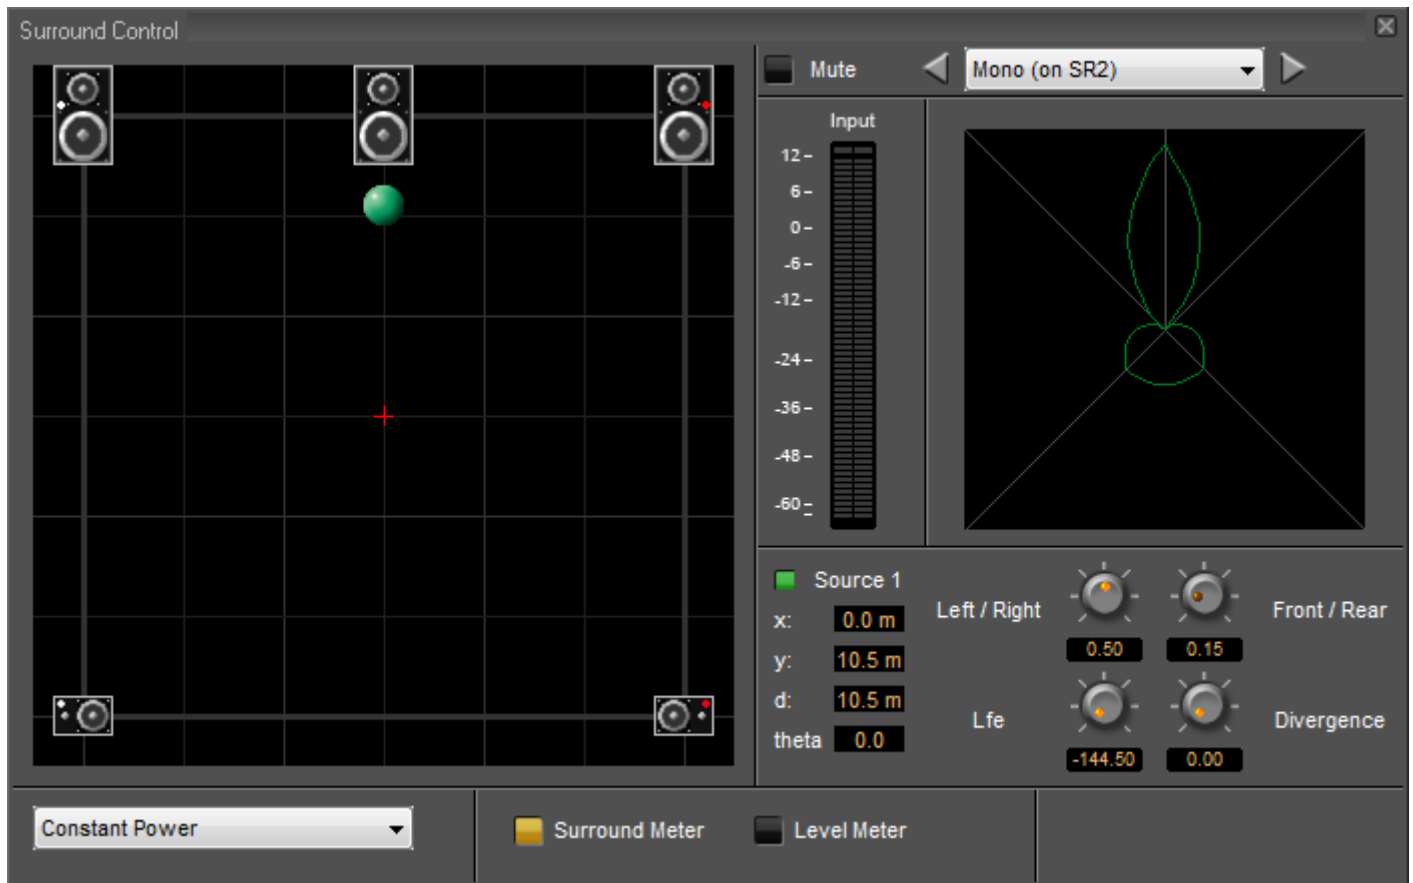 Surround Control
Mute
Mono (on SR2)
Input
12
6
0
-6
-12
-24
-36
-48
-60
Source 1
x: 0.0 m
y: 10.5 m
d: 10.5 m
theta 0.0
Left / Right
0.50
0.15
Front / Rear
Lfe
-144.50
0.00
Divergence
Constant Power
Surround Meter
Level Meter